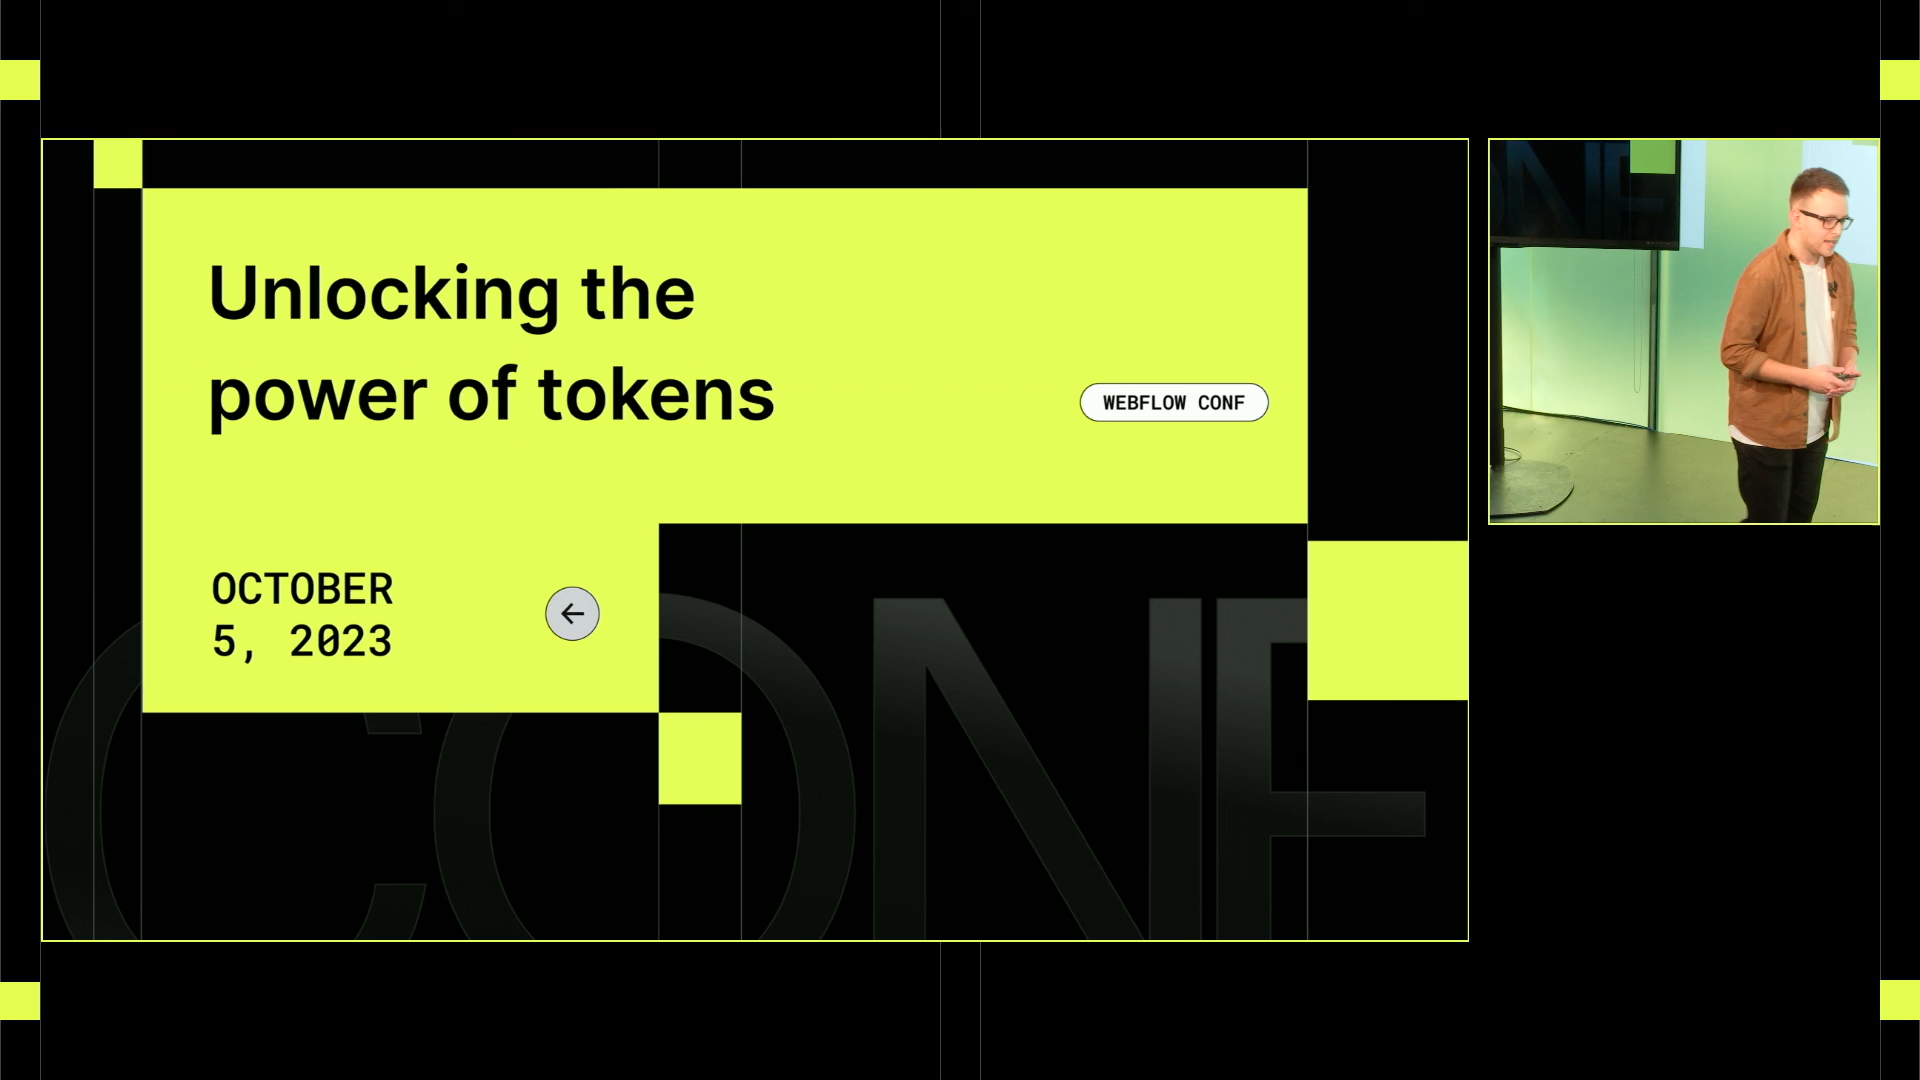 Unlocking the
power of tokens
WEBFLOW CONF
OCTOBER
5, 2023
CONF